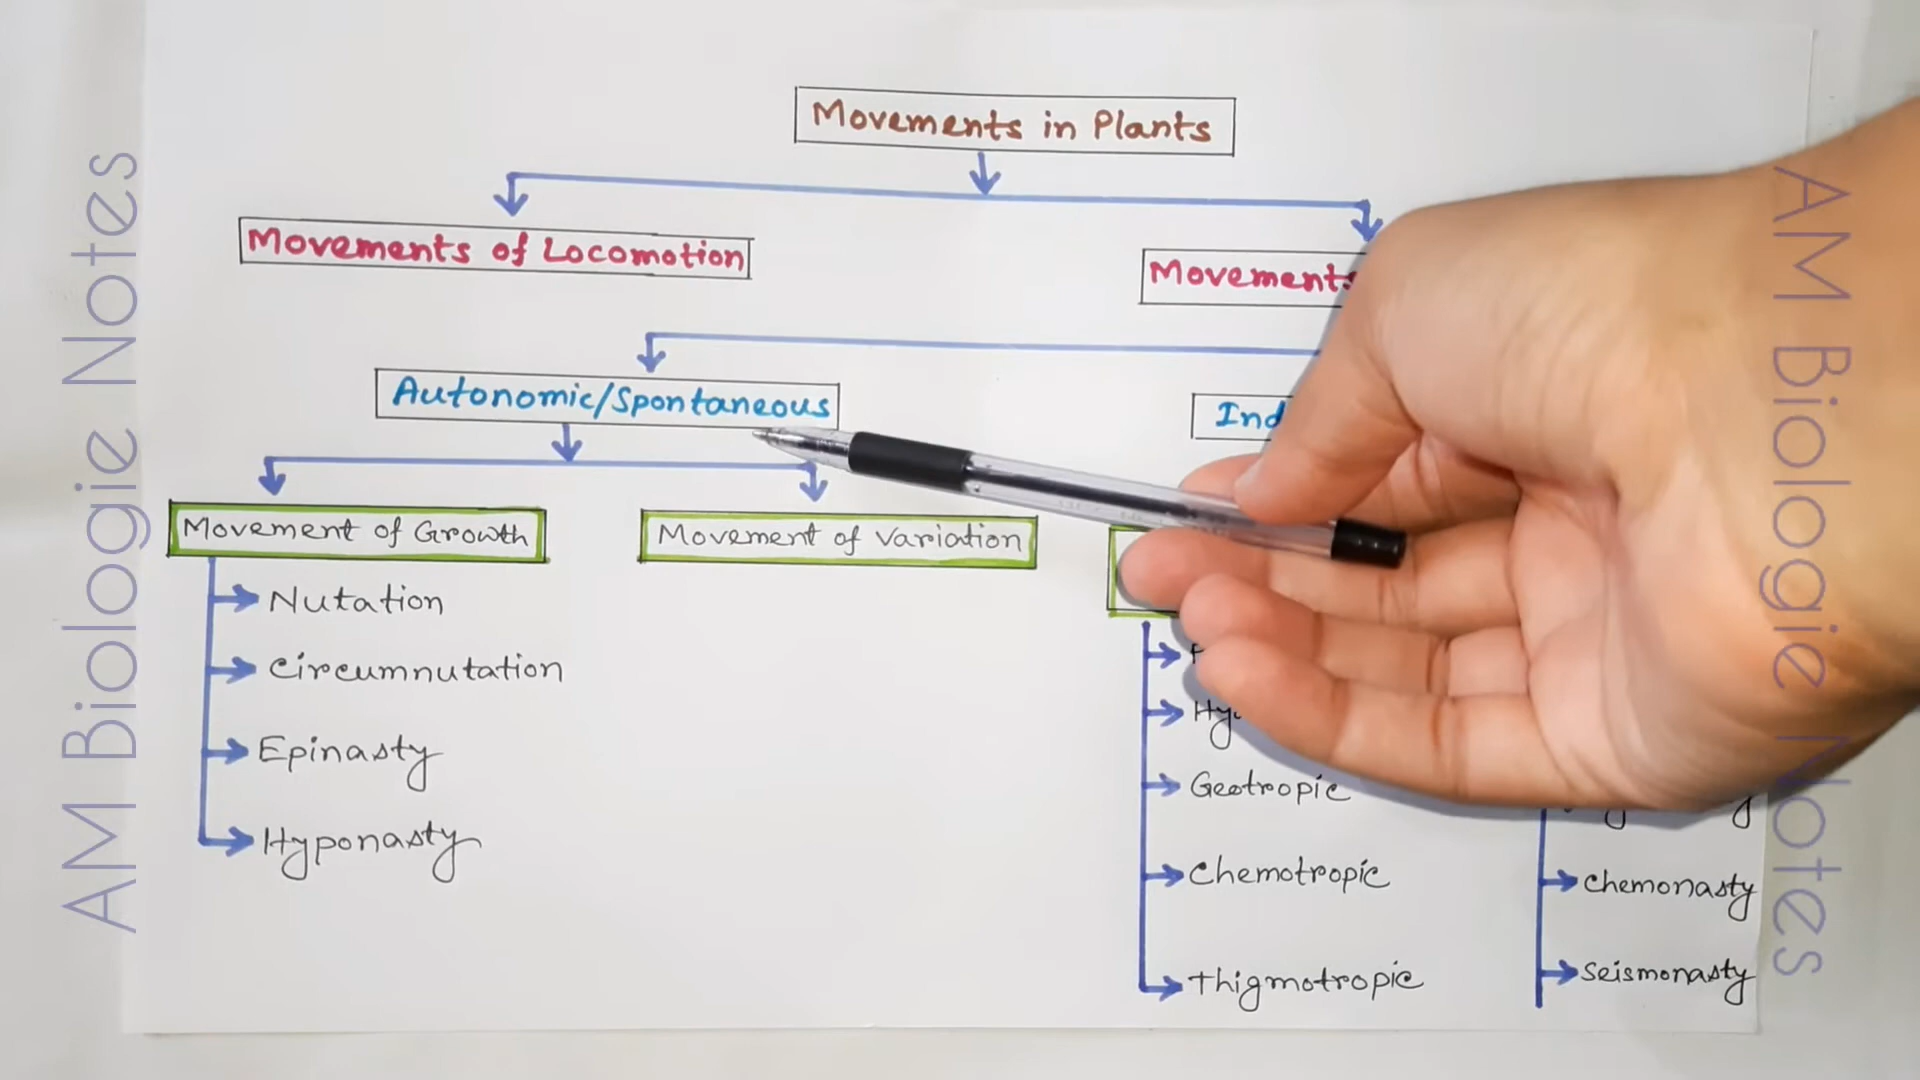 Movements in Plants
Movements of Locomotion
Movements
Autonomic/Spontaneous
Movement of Growth
Movement of Variation
Nutation
Circumnutation
Epinasty
Hyponasty
Geotropic
Chemotropic
Thigmotropic
Chemonasty
Seismonasty
AM Biologie Notes
AM Biologie Notes